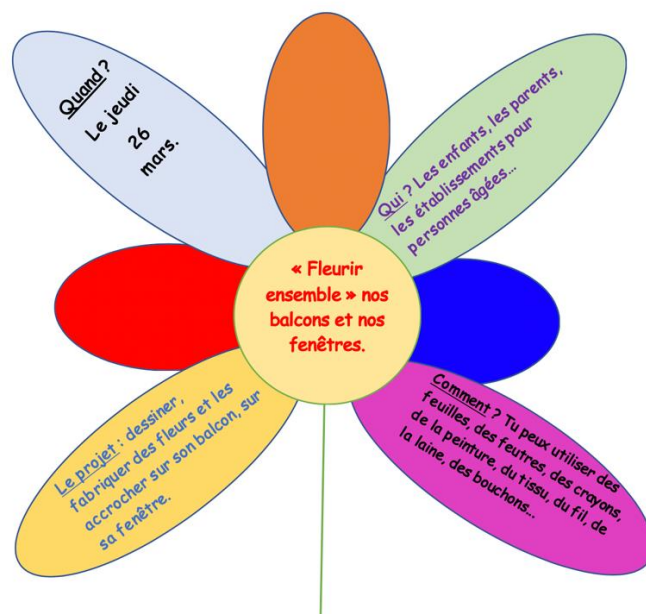 Quand ?
Le jeudi
26
mars.
Qui ? Les enfants, les parents,
les établissements pour
personnes âgées...
« Fleurir
ensemble » nos
balcons et nos
fenêtres.
Le projet : dessiner,
fabriquer des fleurs et les
accrocher sur son balcon, sur
sa fenêtre.
Comment ? Tu peux utiliser des
feuilles, des feutres, des crayons,
de la peinture, du tissu, du fil, de
la laine, des bouchons...